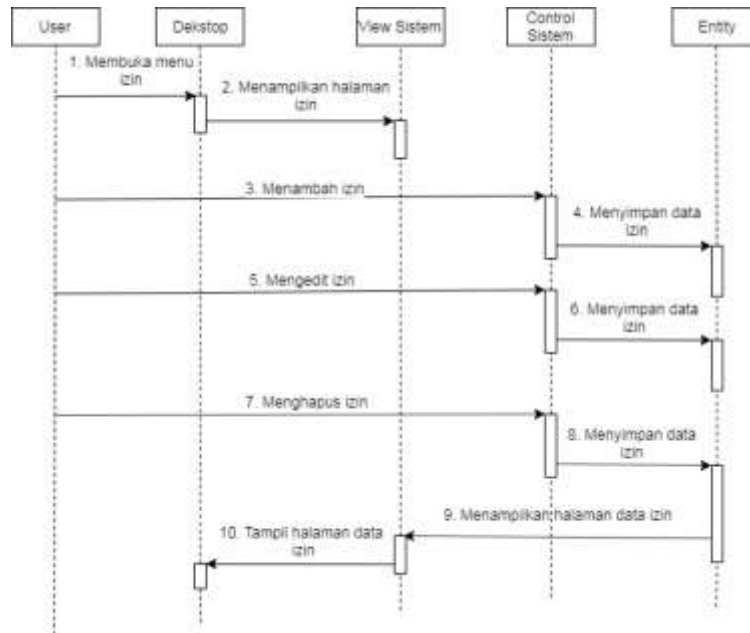 User
Dekstop
View Sistem
Control
Sistem
Entity
1. Membuka menu
izin
2. Menampilkan halaman
izin
3. Menambah izin
4. Menyimpan data
izin
5. Mengedit izin
6. Menyimpan data
izin
7. Menghapus izin
8. Menyimpan data
izin
9. Menampilkan halaman data izin
10. Tampil halaman data
izin